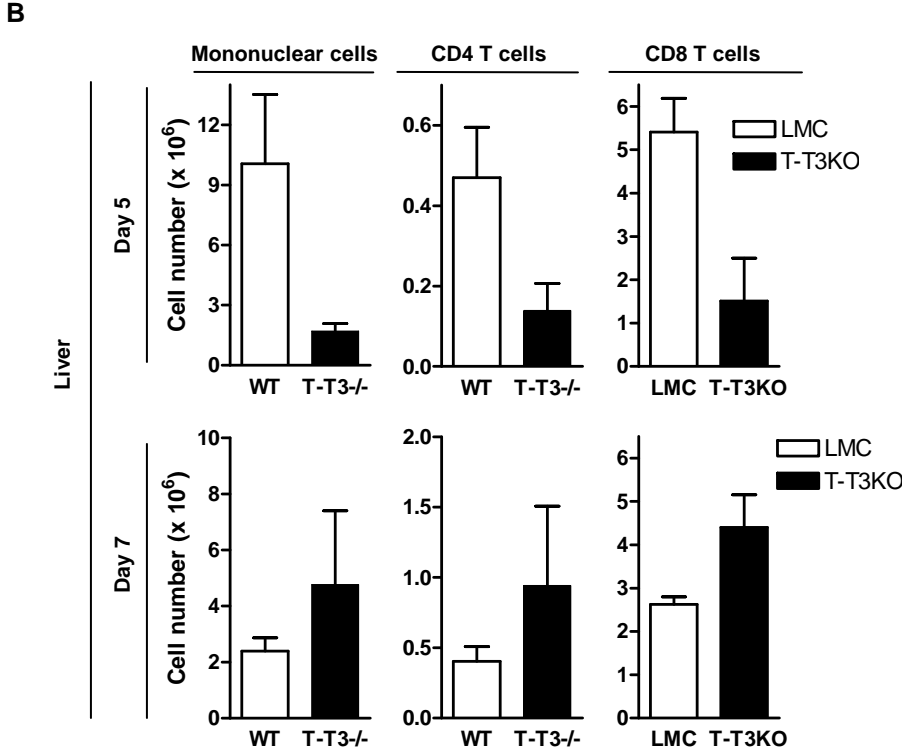 B
Mononuclear cells
CD4 T cells
CD8 T cells
Liver
Day 5
Cell number (x 10⁶)
12
9
6
3
0
WT T-T3-/-
0.6
0.4
0.2
0.0
WT T-T3-/-
6
5
4
3
2
1
0
LMC T-T3KO
LMC
T-T3KO
Day 7
Cell number (x 10⁶)
10
8
6
4
2
0
WT T-T3-/-
2.0
1.5
1.0
0.5
0.0
WT T-T3-/-
6
5
4
3
2
1
0
LMC T-T3KO
LMC
T-T3KO